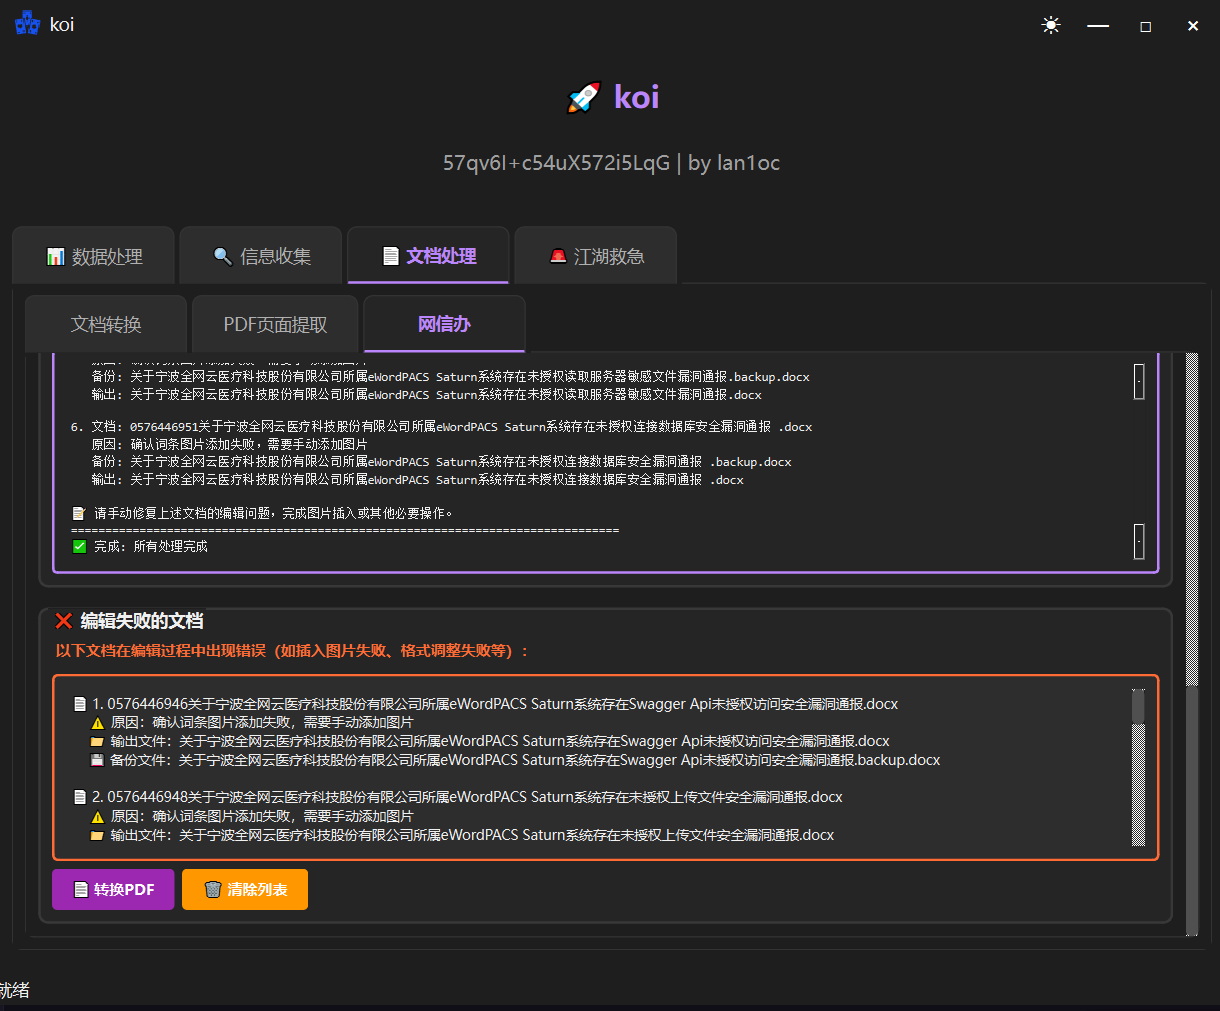 koi
🚀 koi
57qv6I+c54uX572i5LqG | by lan1oc
📊 数据处理
🔍 信息收集
📄 文档处理
🚨 江湖救急
文档转换
PDF页面提取
网信办
备份: 关于宁波全网云医疗科技股份有限公司所属eWordPACS Saturn系统存在未授权读取服务器敏感文件漏洞通报.backup.docx
输出: 关于宁波全网云医疗科技股份有限公司所属eWordPACS Saturn系统存在未授权读取服务器敏感文件漏洞通报.docx
6. 文档: 0576446951关于宁波全网云医疗科技股份有限公司所属eWordPACS Saturn系统存在未授权连接数据库安全漏洞通报 .docx
原因: 确认词条图片添加失败，需要手动添加图片
备份: 关于宁波全网云医疗科技股份有限公司所属eWordPACS Saturn系统存在未授权连接数据库安全漏洞通报 .backup.docx
输出: 关于宁波全网云医疗科技股份有限公司所属eWordPACS Saturn系统存在未授权连接数据库安全漏洞通报 .docx
📝 请手动修复上述文档的编辑问题，完成图片插入或其他必要操作。
================================================================================
✅ 完成: 所有处理完成
❌ 编辑失败的文档
以下文档在编辑过程中出现错误（如插入图片失败、格式调整失败等）：
📄 1. 0576446946关于宁波全网云医疗科技股份有限公司所属eWordPACS Saturn系统存在Swagger Api未授权访问安全漏洞通报.docx
⚠️ 原因：确认词条图片添加失败，需要手动添加图片
📁 输出文件：关于宁波全网云医疗科技股份有限公司所属eWordPACS Saturn系统存在Swagger Api未授权访问安全漏洞通报.docx
💾 备份文件：关于宁波全网云医疗科技股份有限公司所属eWordPACS Saturn系统存在Swagger Api未授权访问安全漏洞通报.backup.docx
📄 2. 0576446948关于宁波全网云医疗科技股份有限公司所属eWordPACS Saturn系统存在未授权上传文件安全漏洞通报.docx
⚠️ 原因：确认词条图片添加失败，需要手动添加图片
📁 输出文件：关于宁波全网云医疗科技股份有限公司所属eWordPACS Saturn系统存在未授权上传文件安全漏洞通报.docx
📄 转换PDF
🗑️ 清除列表
就绪